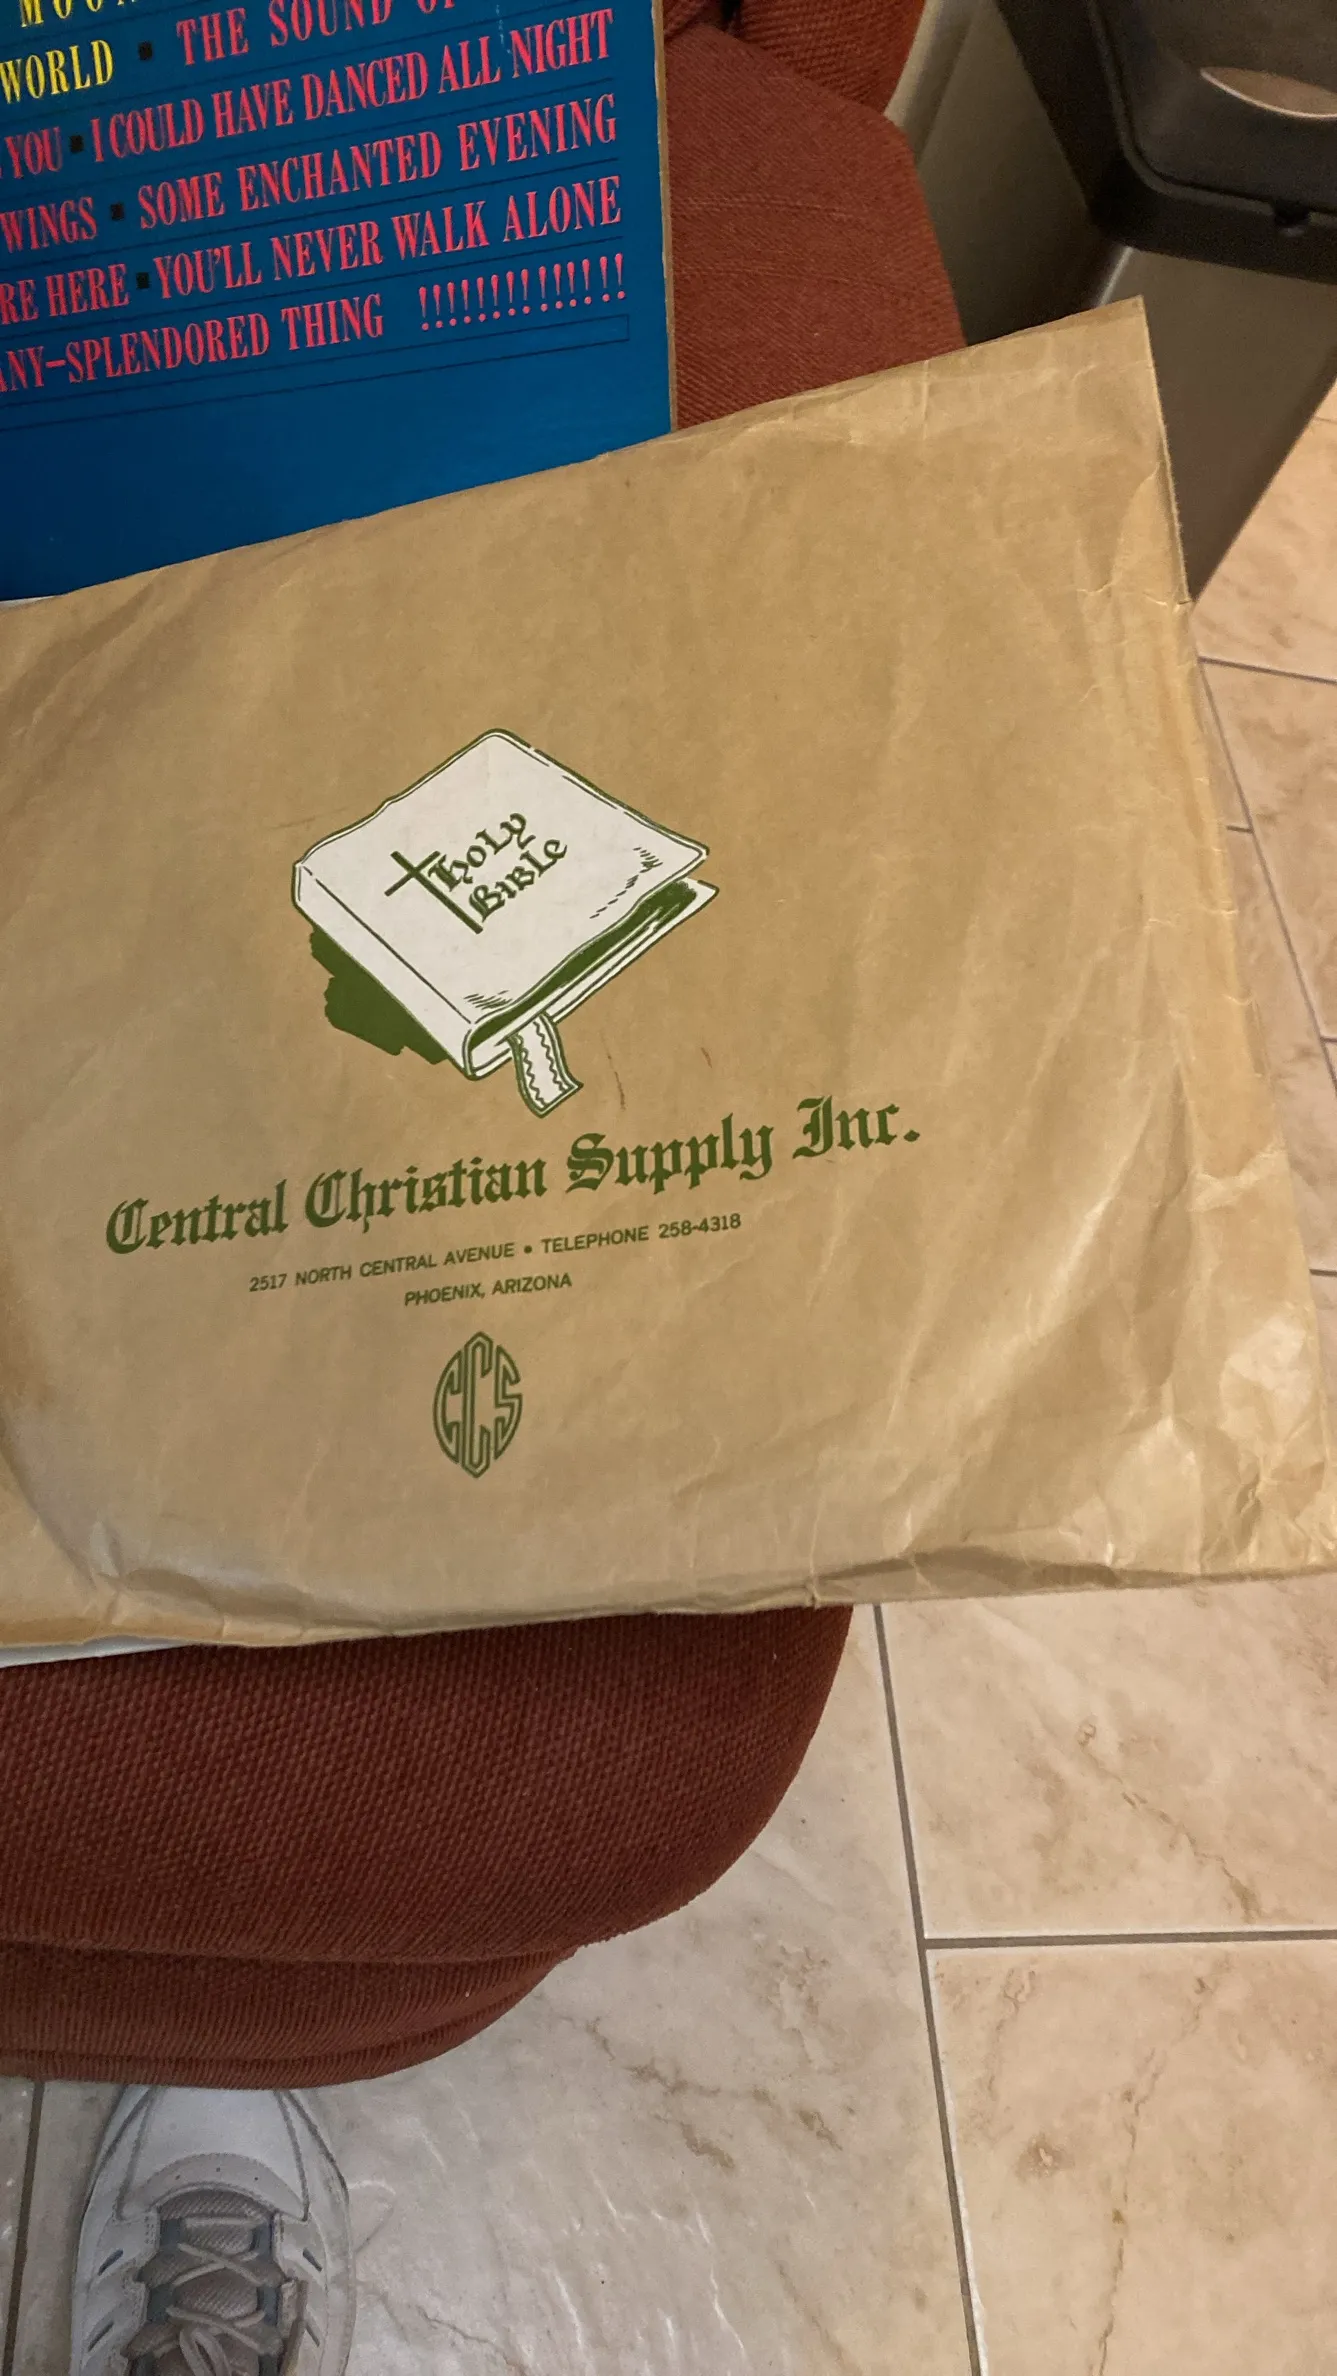 WORLD ▪ THE SOUND
YOU ▪ I COULD HAVE DANCED ALL NIGHT
WINGS ▪ SOME ENCHANTED EVENING
RE HERE ▪ YOU'LL NEVER WALK ALONE
ANY-SPLENDORED THING !!!!!!!!!!!!!!
Holy
Bible
Central Christian Supply Inc.
2517 NORTH CENTRAL AVENUE • TELEPHONE 258-4318
PHOENIX, ARIZONA
CCS